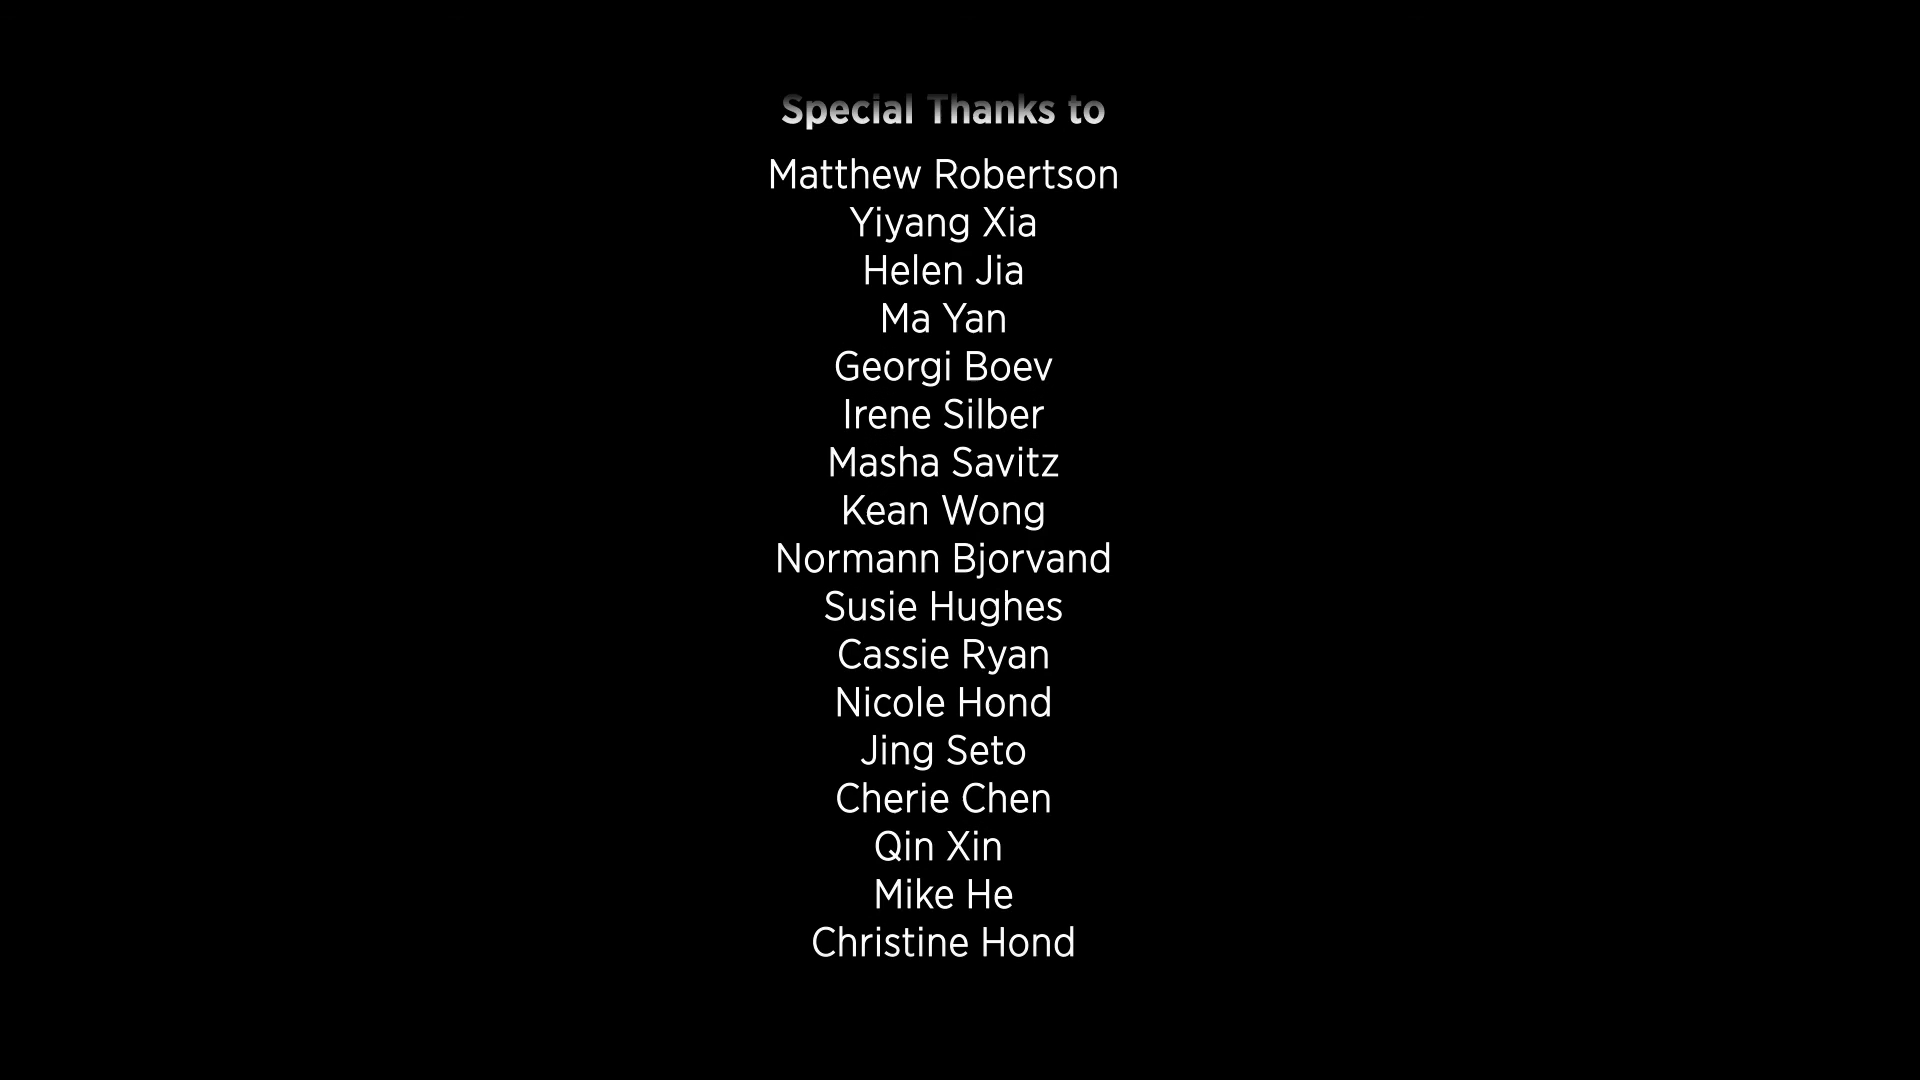 Special Thanks to
Matthew Robertson
Yiyang Xia
Helen Jia
Ma Yan
Georgi Boev
Irene Silber
Masha Savitz
Kean Wong
Normann Bjorvand
Susie Hughes
Cassie Ryan
Nicole Hond
Jing Seto
Cherie Chen
Qin Xin
Mike He
Christine Hond